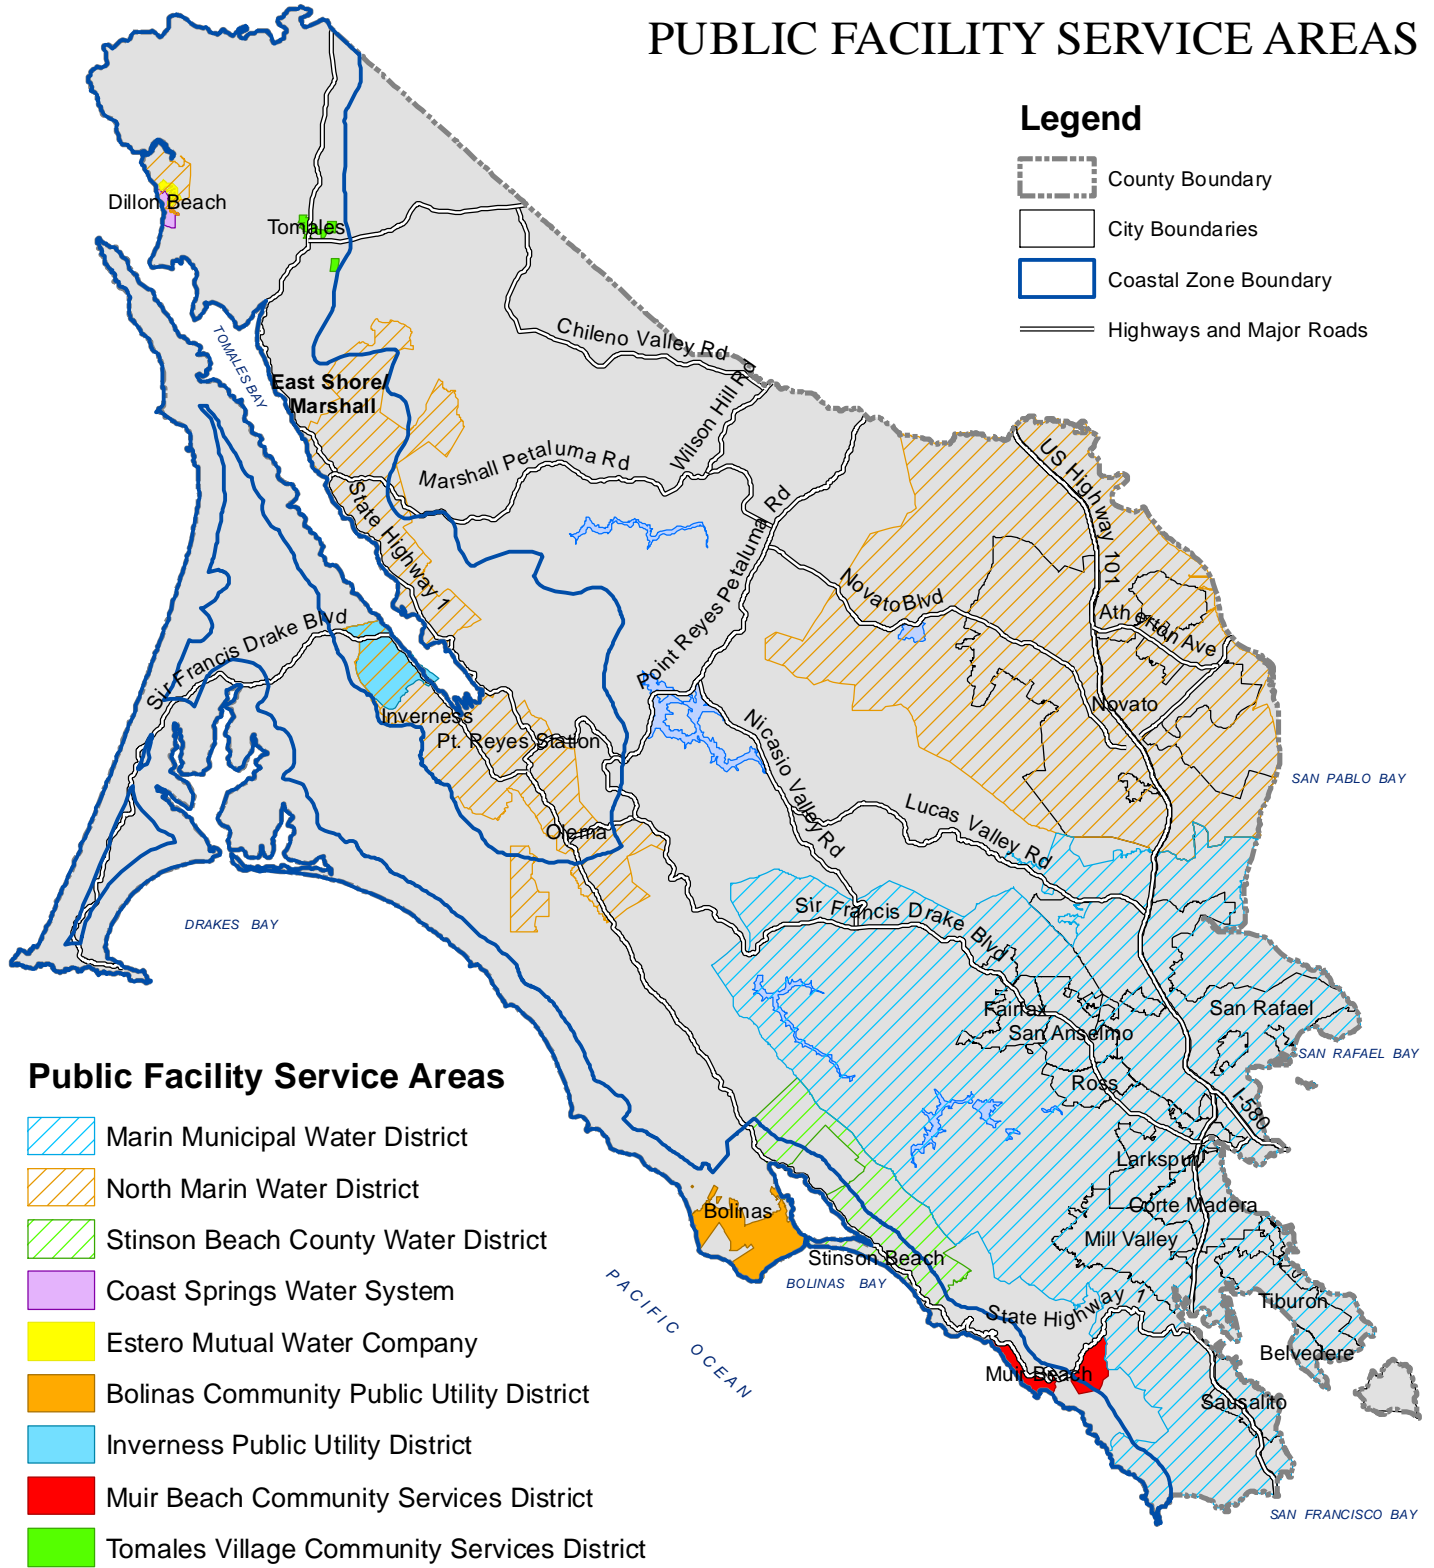 PUBLIC FACILITY SERVICE AREAS
Legend
County Boundary
City Boundaries
Coastal Zone Boundary
Highways and Major Roads
Dillon Beach
Tomales
TOMALES BAY
Chileno Valley Rd
East Shore/
Marshall
Wilson Hill Rd
Marshall Petaluma Rd
US Highway 101
State Highway 1
Point Reyes Petaluma Rd
Novato Blvd
Atherton Ave
Sir Francis Drake Blvd
Inverness
Novato
Pt. Reyes Station
Nicasio Valley Rd
SAN PABLO BAY
Olema
Lucas Valley Rd
Sir Francis Drake Blvd
DRAKES BAY
Fairfax
San Rafael
San Anselmo
SAN RAFAEL BAY
Ross
I-580
Larkspur
Corte Madera
Bolinas
Mill Valley
Stinson Beach
BOLINAS BAY
PACIFIC OCEAN
State Highway 1
Tiburon
Belvedere
Muir Beach
Sausalito
SAN FRANCISCO BAY
Public Facility Service Areas
Marin Municipal Water District
North Marin Water District
Stinson Beach County Water District
Coast Springs Water System
Estero Mutual Water Company
Bolinas Community Public Utility District
Inverness Public Utility District
Muir Beach Community Services District
Tomales Village Community Services District